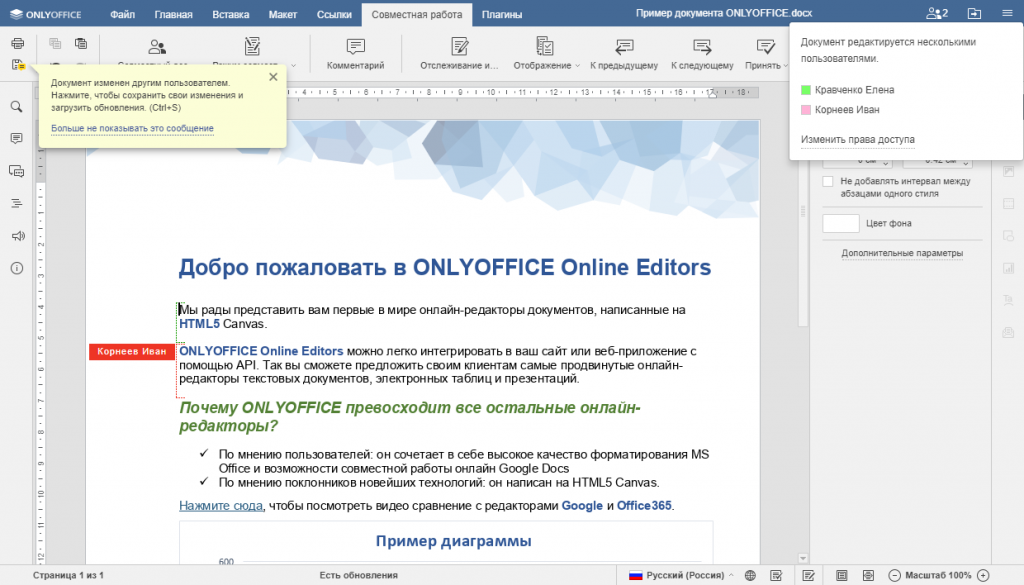 ONLYOFFICE
Файл Главная Вставка Макет Ссылки Совместная работа Плагины
Пример документа ONLYOFFICE.docx
2
Комментарий
Отслеживание и...
Отображение
К предыдущему
К следующему
Принять
Документ редактируется несколькими
пользователями.
Кравченко Елена
Корнеев Иван
Изменить права доступа
Документ изменен другим пользователем.
Нажмите, чтобы сохранить свои изменения и
загрузить обновления. (Ctrl+S)
Больше не показывать это сообщение
Не добавлять интервал между
абзацами одного стиля
Цвет фона
Дополнительные параметры
Добро пожаловать в ONLYOFFICE Online Editors
Мы рады представить вам первые в мире онлайн-редакторы документов, написанные на
HTML5 Canvas.
Корнеев Иван
ONLYOFFICE Online Editors можно легко интегрировать в ваш сайт или веб-приложение с
помощью API. Так вы сможете предложить своим клиентам самые продвинутые онлайн-
редакторы текстовых документов, электронных таблиц и презентаций.
Почему ONLYOFFICE превосходит все остальные онлайн-
редакторы?
✓ По мнению пользователей: он сочетает в себе высокое качество форматирования MS
Office и возможности совместной работы онлайн Google Docs
✓ По мнению поклонников новейших технологий: он написан на HTML5 Canvas.
Нажмите сюда, чтобы посмотреть видео сравнение с редакторами Google и Office365.
Пример диаграммы
600
Страница 1 из 1
Есть обновления
Русский (Россия)
Масштаб 100%